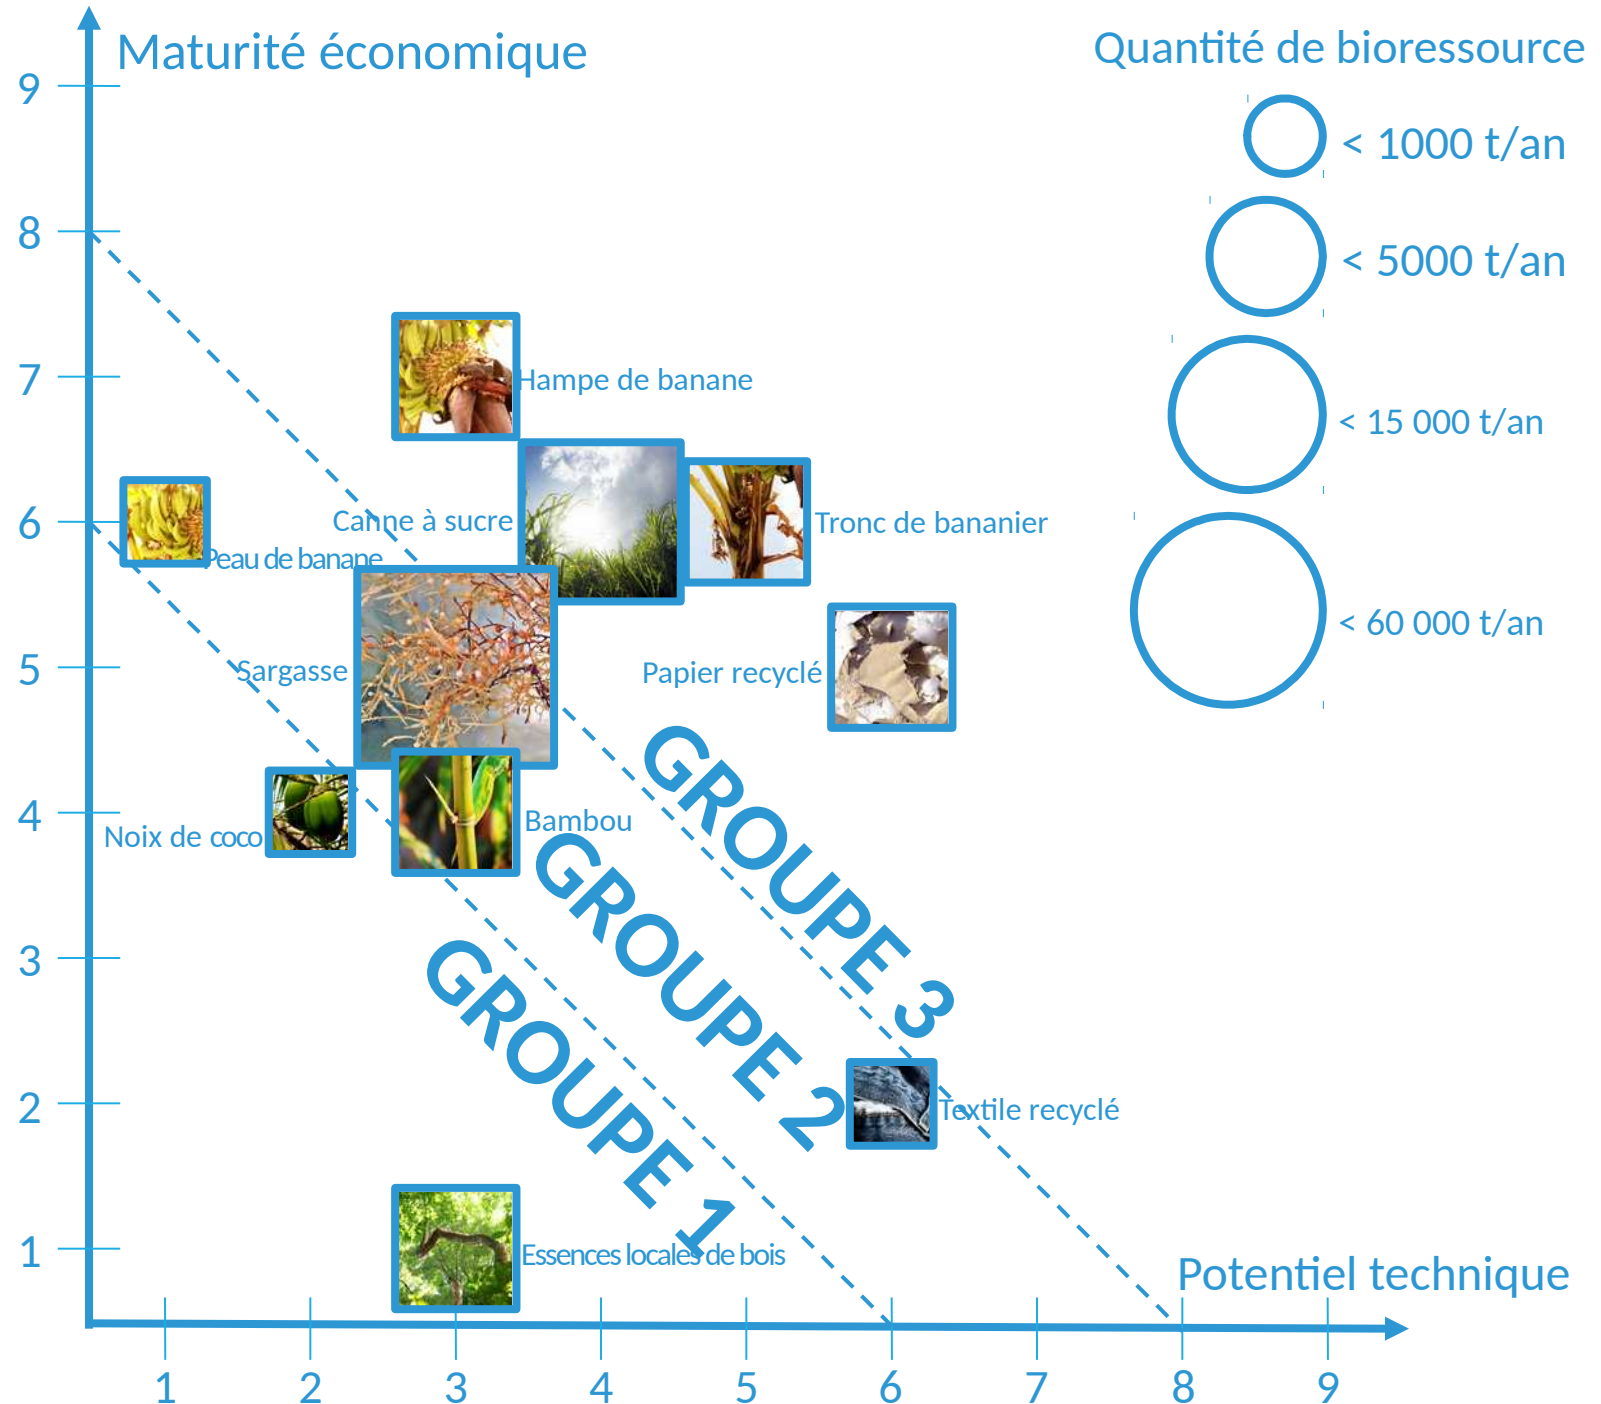 Maturité économique
Quantité de bioressource
9
< 1000 t/an
8
< 5000 t/an
7
Hampe de banane
< 15 000 t/an
6
Canne à sucre
Tronc de bananier
Peau de banane
< 60 000 t/an
5
Sargasse
Papier recyclé
4
Noix de coco
Bambou
GROUPE 3
GROUPE 2
GROUPE 1
3
2
Textile recyclé
1
Essences locales de bois
Potentiel technique
1 2 3 4 5 6 7 8 9